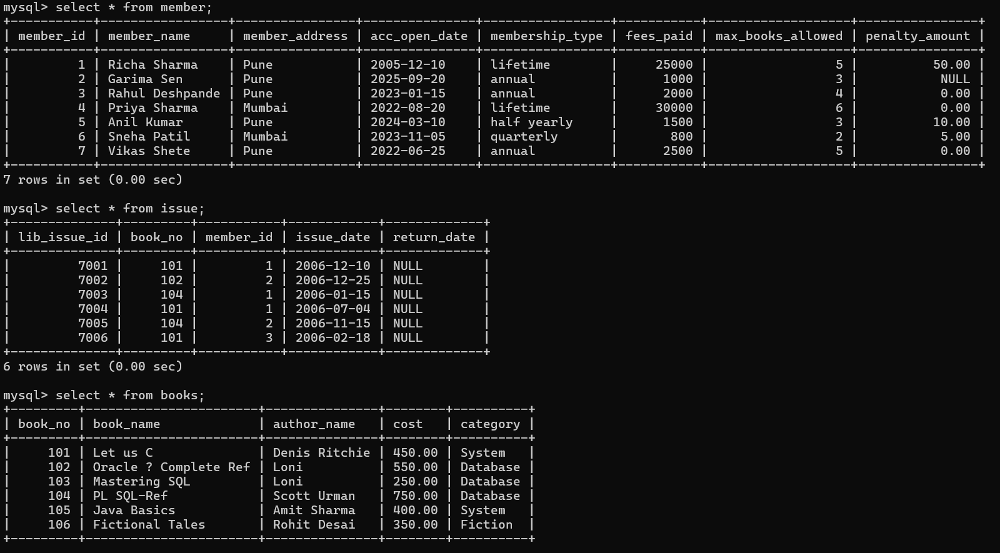 mysql> select * from member;
+-----------+-----------------+----------------+---------------+-----------------+-----------+-------------------+----------------+
| member_id | member_name     | member_address | acc_open_date | membership_type | fees_paid | max_books_allowed | penalty_amount |
+-----------+-----------------+----------------+---------------+-----------------+-----------+-------------------+----------------+
|         1 | Richa Sharma    | Pune           | 2005-12-10    | lifetime        |     25000 |                 5 |          50.00 |
|         2 | Garima Sen      | Pune           | 2025-09-20    | annual          |      1000 |                 3 |           NULL |
|         3 | Rahul Deshpande | Pune           | 2023-01-15    | annual          |      2000 |                 4 |           0.00 |
|         4 | Priya Sharma    | Mumbai         | 2022-08-20    | lifetime        |     30000 |                 6 |           0.00 |
|         5 | Anil Kumar      | Pune           | 2024-03-10    | half yearly     |      1500 |                 3 |          10.00 |
|         6 | Sneha Patil     | Mumbai         | 2023-11-05    | quarterly       |       800 |                 2 |           5.00 |
|         7 | Vikas Shete     | Pune           | 2022-06-25    | annual          |      2500 |                 5 |           0.00 |
+-----------+-----------------+----------------+---------------+-----------------+-----------+-------------------+----------------+
7 rows in set (0.00 sec)
mysql> select * from issue;
+--------------+---------+-----------+------------+-------------+
| lib_issue_id | book_no | member_id | issue_date | return_date |
+--------------+---------+-----------+------------+-------------+
|         7001 |     101 |         1 | 2006-12-10 | NULL        |
|         7002 |     102 |         2 | 2006-12-25 | NULL        |
|         7003 |     104 |         1 | 2006-01-15 | NULL        |
|         7004 |     101 |         1 | 2006-07-04 | NULL        |
|         7005 |     104 |         2 | 2006-11-15 | NULL        |
|         7006 |     101 |         3 | 2006-02-18 | NULL        |
+--------------+---------+-----------+------------+-------------+
6 rows in set (0.00 sec)
mysql> select * from books;
+---------+-----------------------+---------------+--------+----------+
| book_no | book_name             | author_name   | cost   | category |
+---------+-----------------------+---------------+--------+----------+
|     101 | Let us C              | Denis Ritchie | 450.00 | System   |
|     102 | Oracle ? Complete Ref | Loni          | 550.00 | Database |
|     103 | Mastering SQL         | Loni          | 250.00 | Database |
|     104 | PL SQL-Ref            | Scott Urman   | 750.00 | Database |
|     105 | Java Basics           | Amit Sharma   | 400.00 | System   |
|     106 | Fictional Tales       | Rohit Desai   | 350.00 | Fiction  |
+---------+-----------------------+---------------+--------+----------+